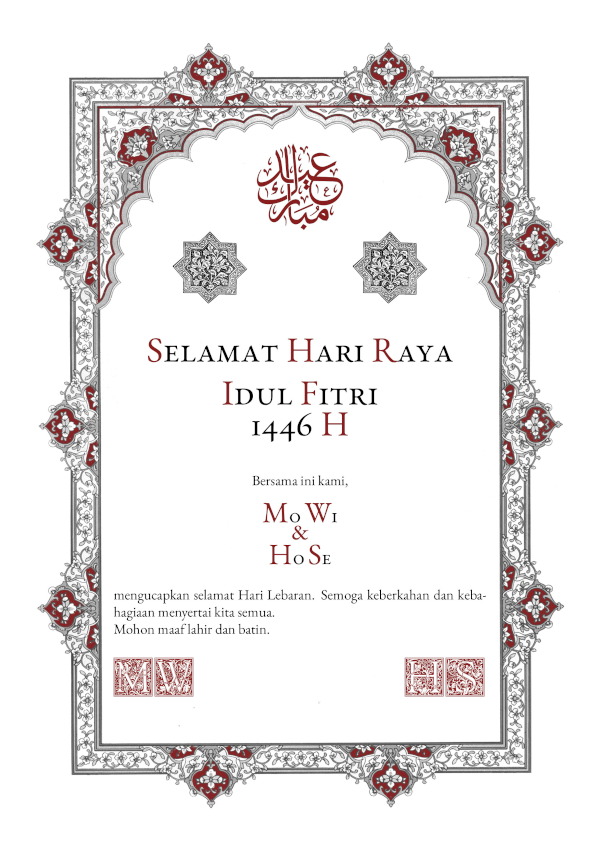 عيد مبارك
Selamat Hari Raya
Idul Fitri
1446 H
Bersama ini kami,
Mo Wi
&
Ho Se
mengucapkan selamat Hari Lebaran. Semoga keberkahan dan keba-
hagiaan menyertai kita semua.
Mohon maaf lahir dan batin.
MW HS